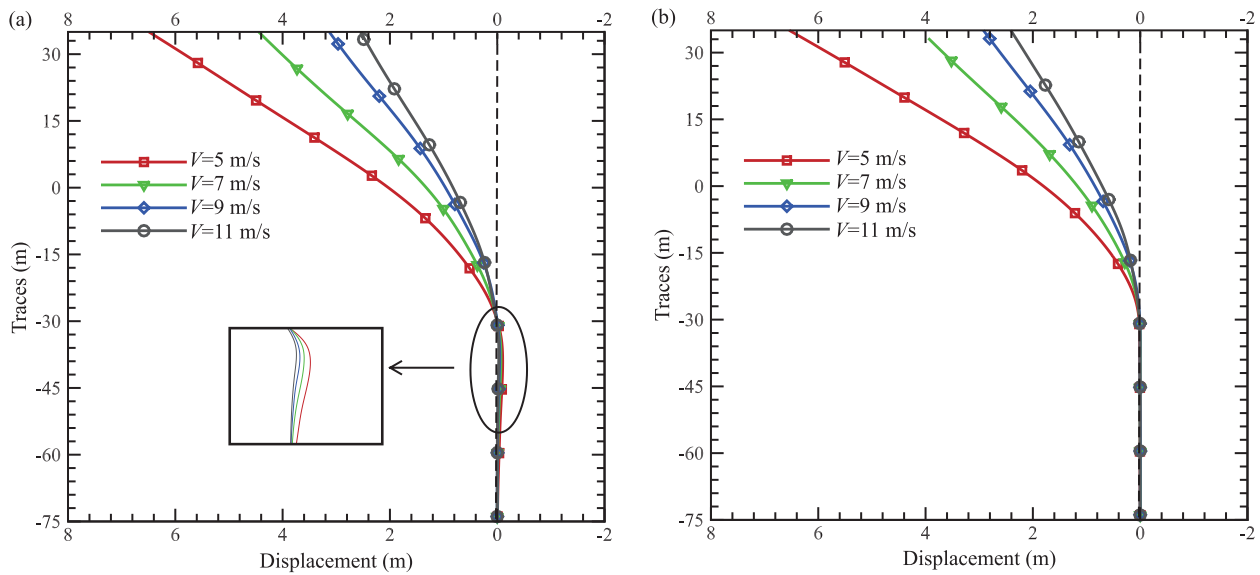 (a)
8 6 4 2 0 -2
30
15
0
-15
-30
-45
-60
-75
Traces (m)
V=5 m/s
V=7 m/s
V=9 m/s
V=11 m/s
8 6 4 2 0 -2
Displacement (m)
(b)
8 6 4 2 0 -2
30
15
0
-15
-30
-45
-60
-75
Traces (m)
V=5 m/s
V=7 m/s
V=9 m/s
V=11 m/s
8 6 4 2 0 -2
Displacement (m)